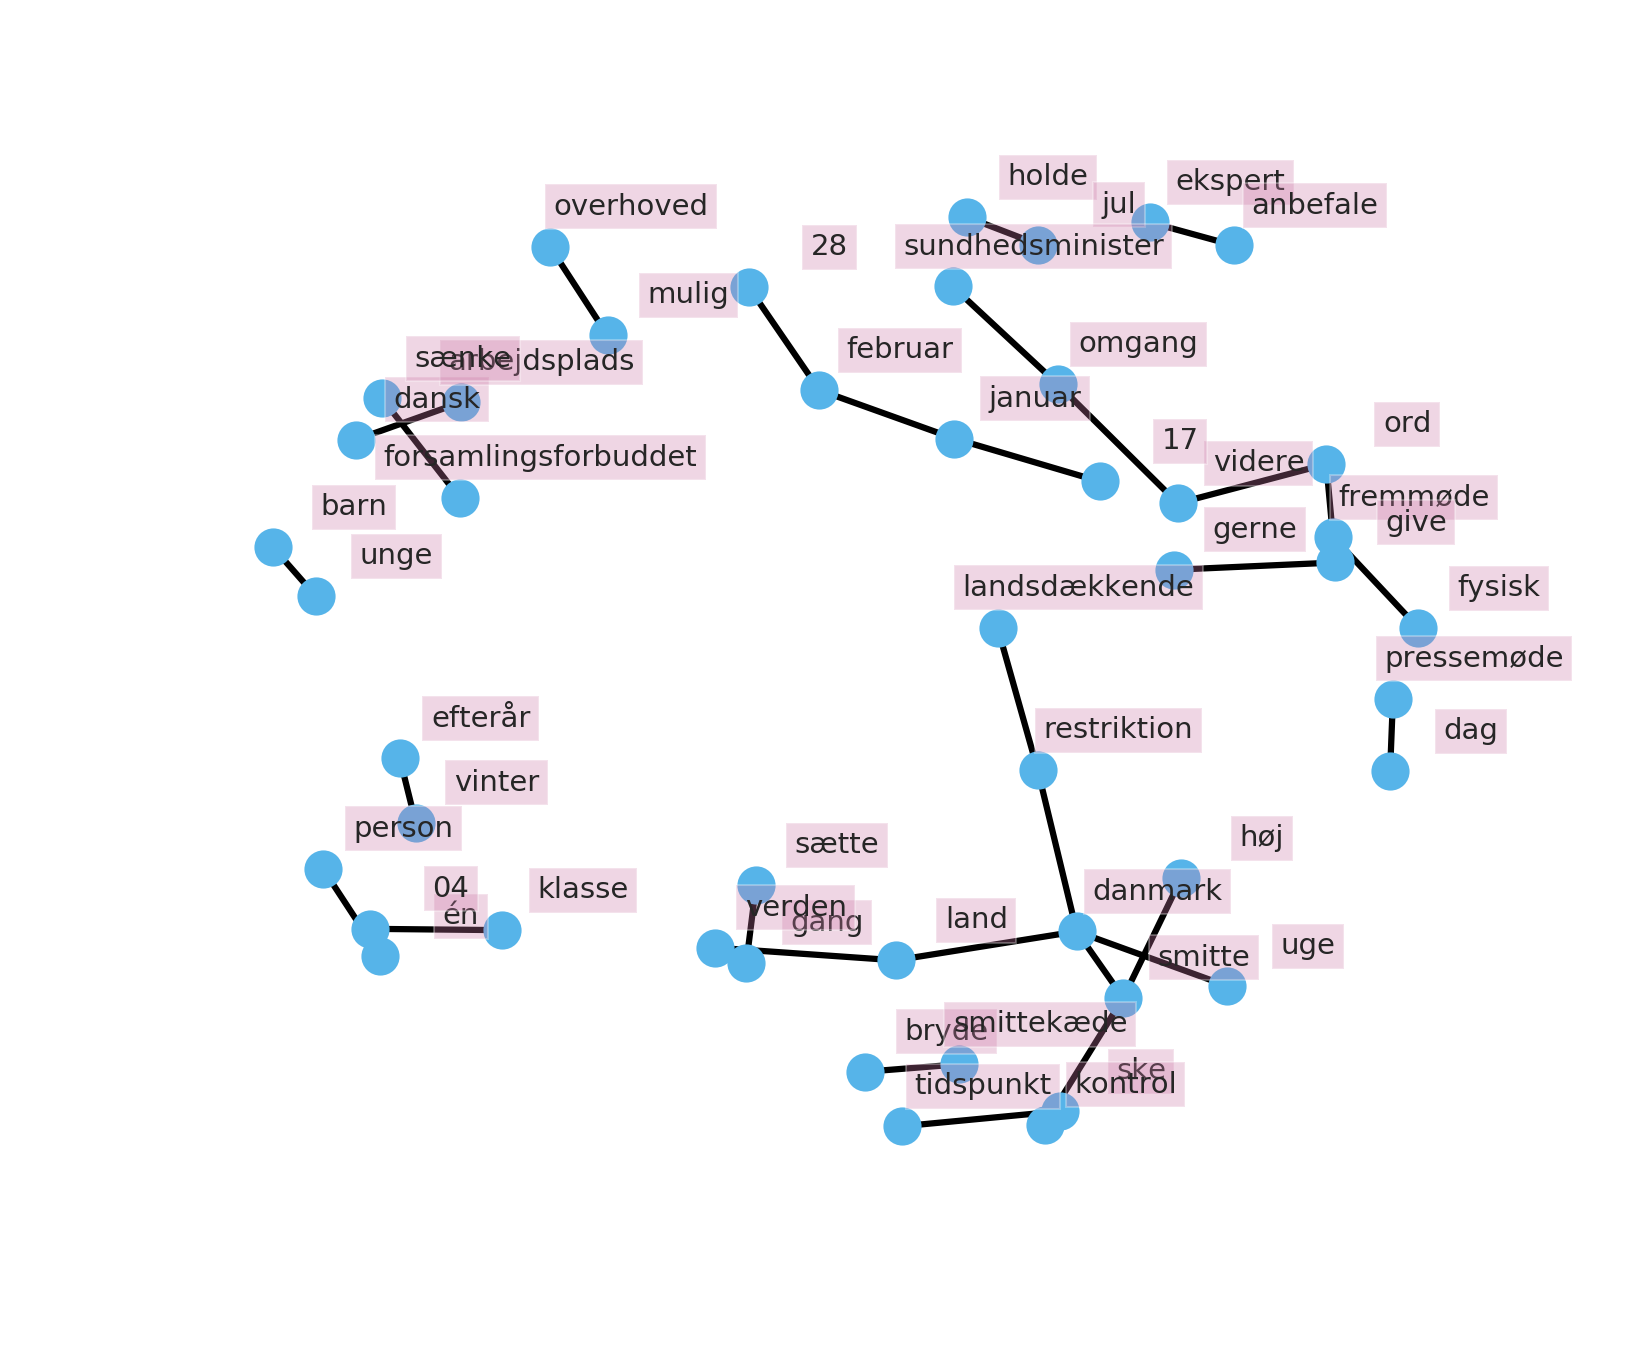 holde
ekspert
jul
anbefale
overhoved
28
sundhedsminister
mulig
omgang
februar
sænke
arbejdsplads
januar
dansk
ord
17
forsamlingsforbuddet
videre
fremmøde
barn
give
gerne
unge
landsdækkende
fysisk
pressemøde
efterår
restriktion
dag
vinter
person
høj
sætte
04
klasse
danmark
verden
én
land
gang
uge
smitte
smittekæde
bryde
ske
kontrol
tidspunkt